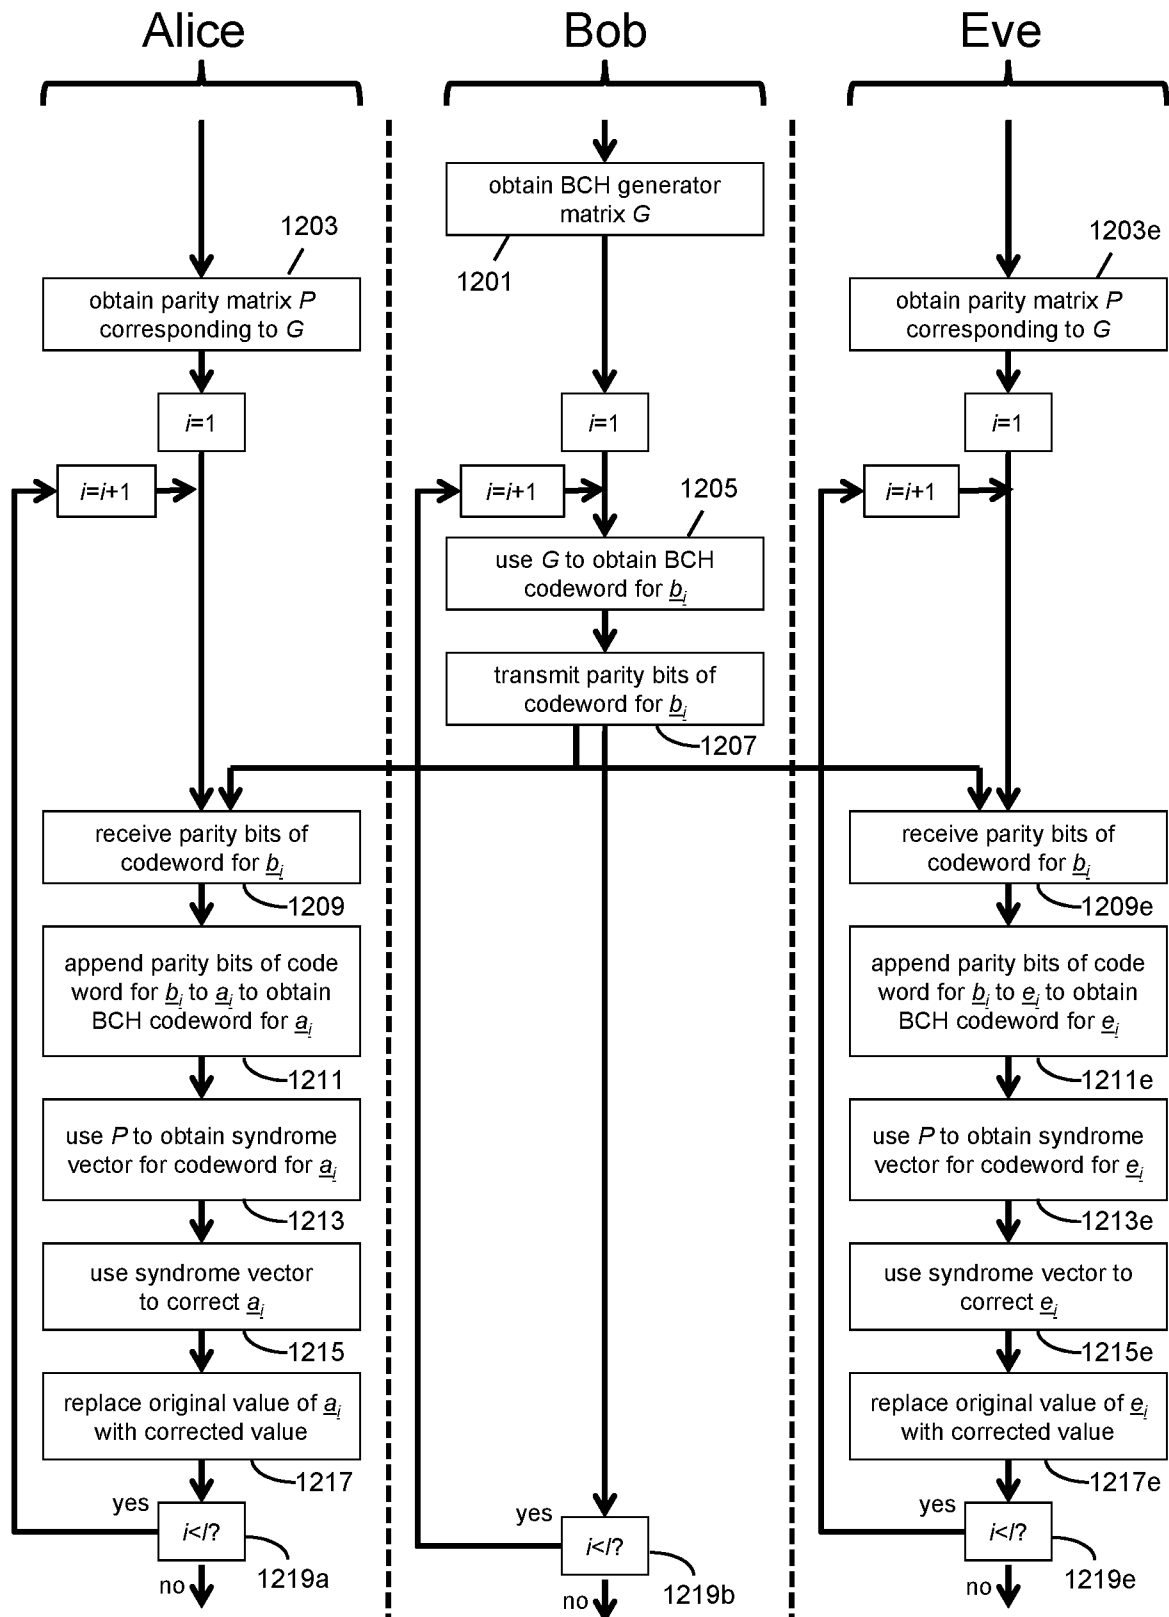 Alice
Bob
Eve
obtain BCH generator
matrix G
1201
1203
obtain parity matrix P
corresponding to G
1203e
obtain parity matrix P
corresponding to G
i=1
i=1
i=1
i=i+1
i=i+1
i=i+1
1205
use G to obtain BCH
codeword for b_i
transmit parity bits of
codeword for b_i
1207
receive parity bits of
codeword for b_i
1209
append parity bits of code
word for b_i to a_i to obtain
BCH codeword for a_i
1211
use P to obtain syndrome
vector for codeword for a_i
1213
use syndrome vector
to correct a_i
1215
replace original value of a_i
with corrected value
1217
yes
i<I?
1219a
no
yes
i<I?
1219b
no
receive parity bits of
codeword for b_i
1209e
append parity bits of code
word for b_i to e_i to obtain
BCH codeword for e_i
1211e
use P to obtain syndrome
vector for codeword for e_i
1213e
use syndrome vector to
correct e_i
1215e
replace original value of e_i
with corrected value
1217e
yes
i<I?
1219e
no